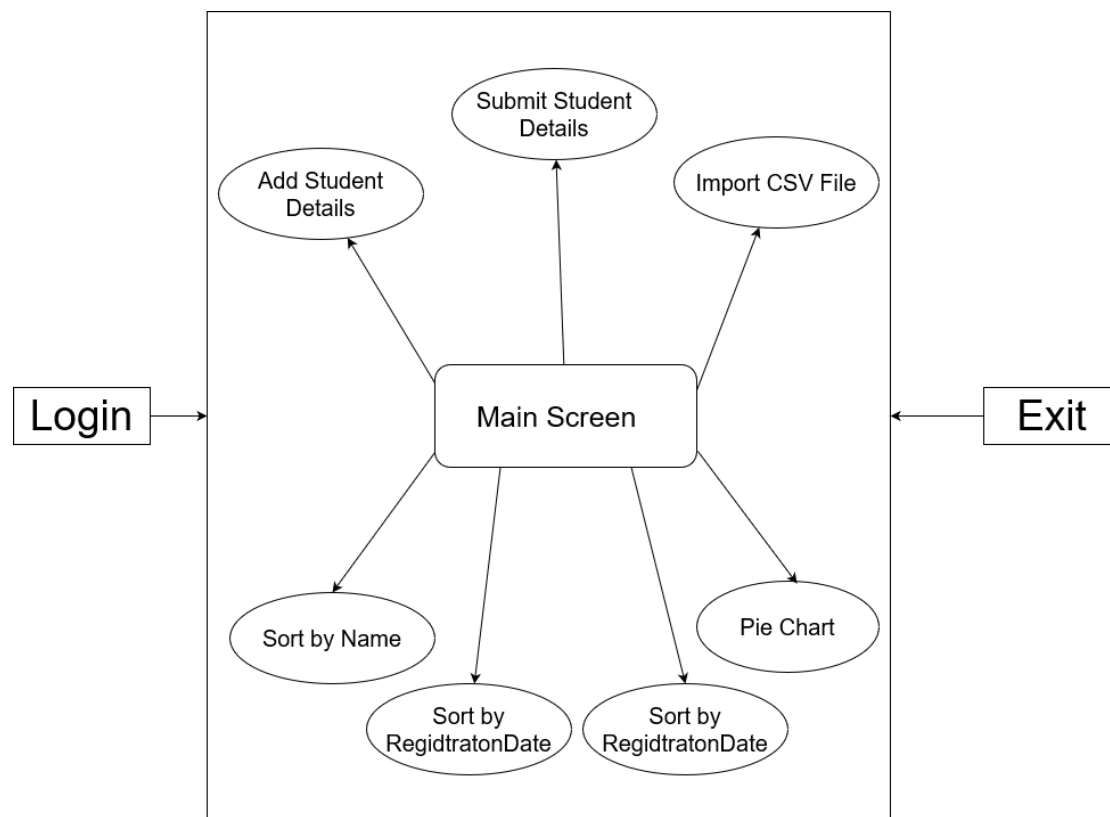 Submit Student
Details
Add Student
Details
Import CSV File
Login
Main Screen
Exit
Sort by Name
Pie Chart
Sort by
RegidtratonDate
Sort by
RegidtratonDate